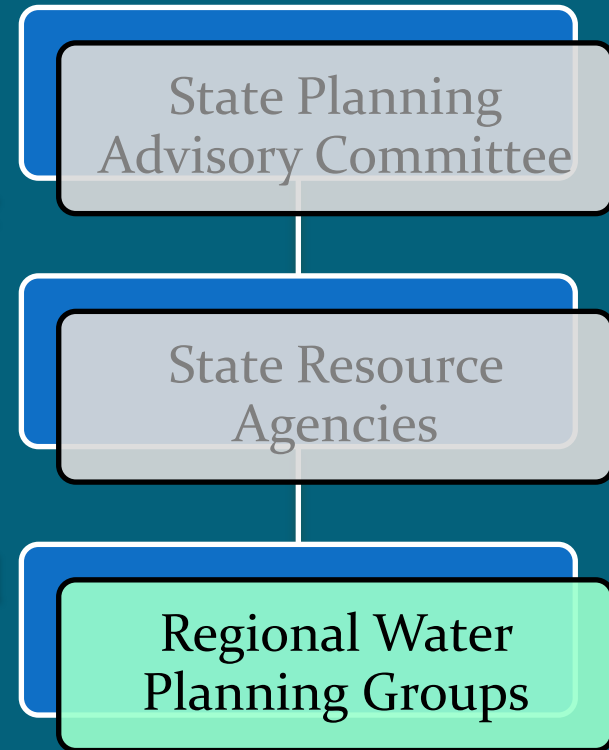 State Planning
Advisory Committee
State Resource
Agencies
Regional Water
Planning Groups